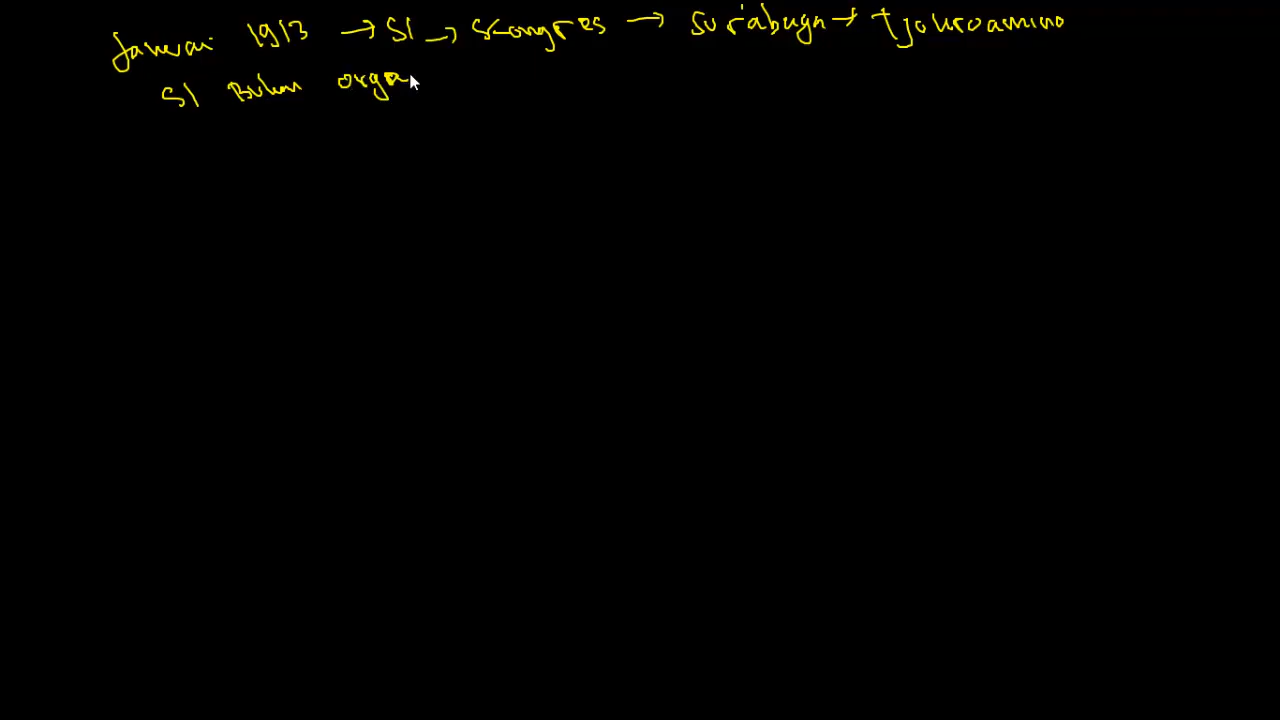 Januari 1913 → SI → Kongres → Surabaya → Tjokroamino
SI Bukan orga